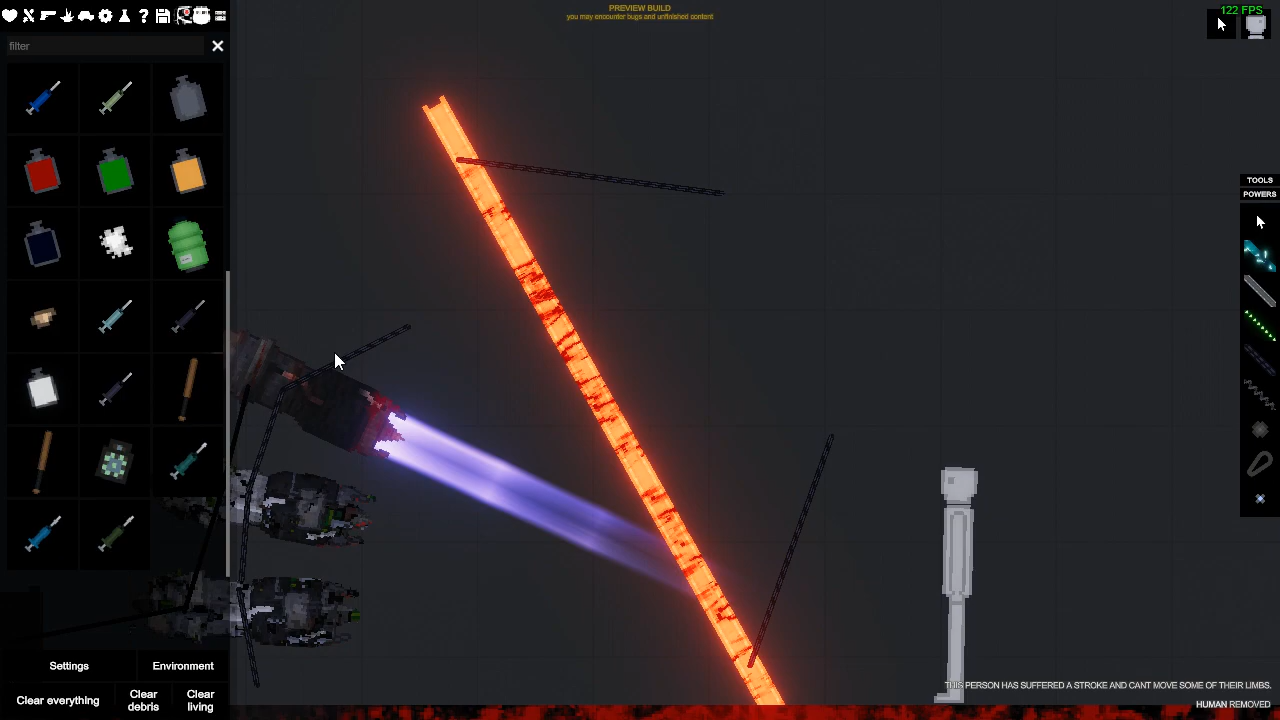 PREVIEW BUILD
you may encounter bugs and unfinished content
122 FPS
filter
TOOLS
POWERS
Settings
Environment
Clear everything
Clear debris
Clear living
THIS PERSON HAS SUFFERED A STROKE AND CANT MOVE SOME OF THEIR LIMBS.
HUMAN REMOVED